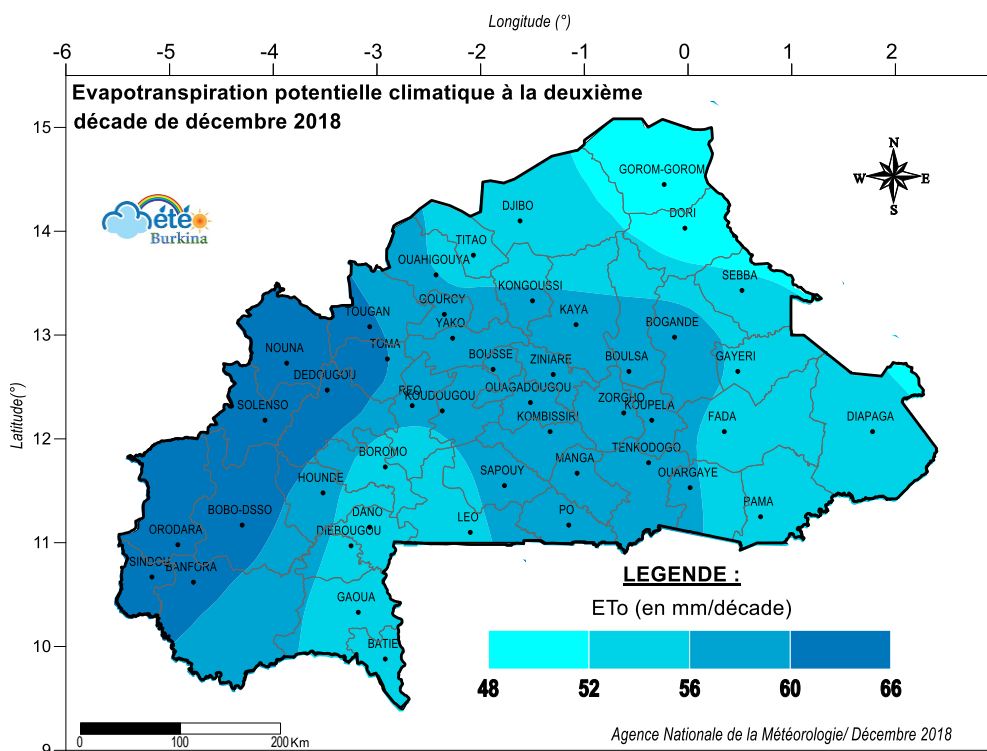 Longitude (°)
-6 -5 -4 -3 -2 -1 0 1 2
Evapotranspiration potentielle climatique à la deuxième
décade de décembre 2018
15
14
13
12
11
10
9
Latitude(°)
N
W E
S
été
Burkina
GOROM-GOROM
DORI
DJIBO
TITAO
OUAHIGOUYA
SEBBA
KONGOUSSI
GOURCY
KAYA
TOUGAN
YAKO
BOGANDE
TOMA
NOUNA
BOUSSE
ZINIARE
BOULSA
GAYERI
DEDOUGOU
OUAGADOUGOU
REO
KOUDOUGOU
ZORGHO
KOUPELA
SOLENSO
KOMBISSIRI
FADA
DIAPAGA
BOROMO
TENKODOGO
MANGA
SAPOUY
HOUNDE
OUARGAYE
BOBO-DSSO
DANO
LEO
PO
PAMA
ORODARA
DIEBOUGOU
SINDOU
BANFORA
GAOUA
BATIE
LEGENDE :
ETo (en mm/décade)
48 52 56 60 66
0 100 200 Km
Agence Nationale de la Météorologie/ Décembre 2018